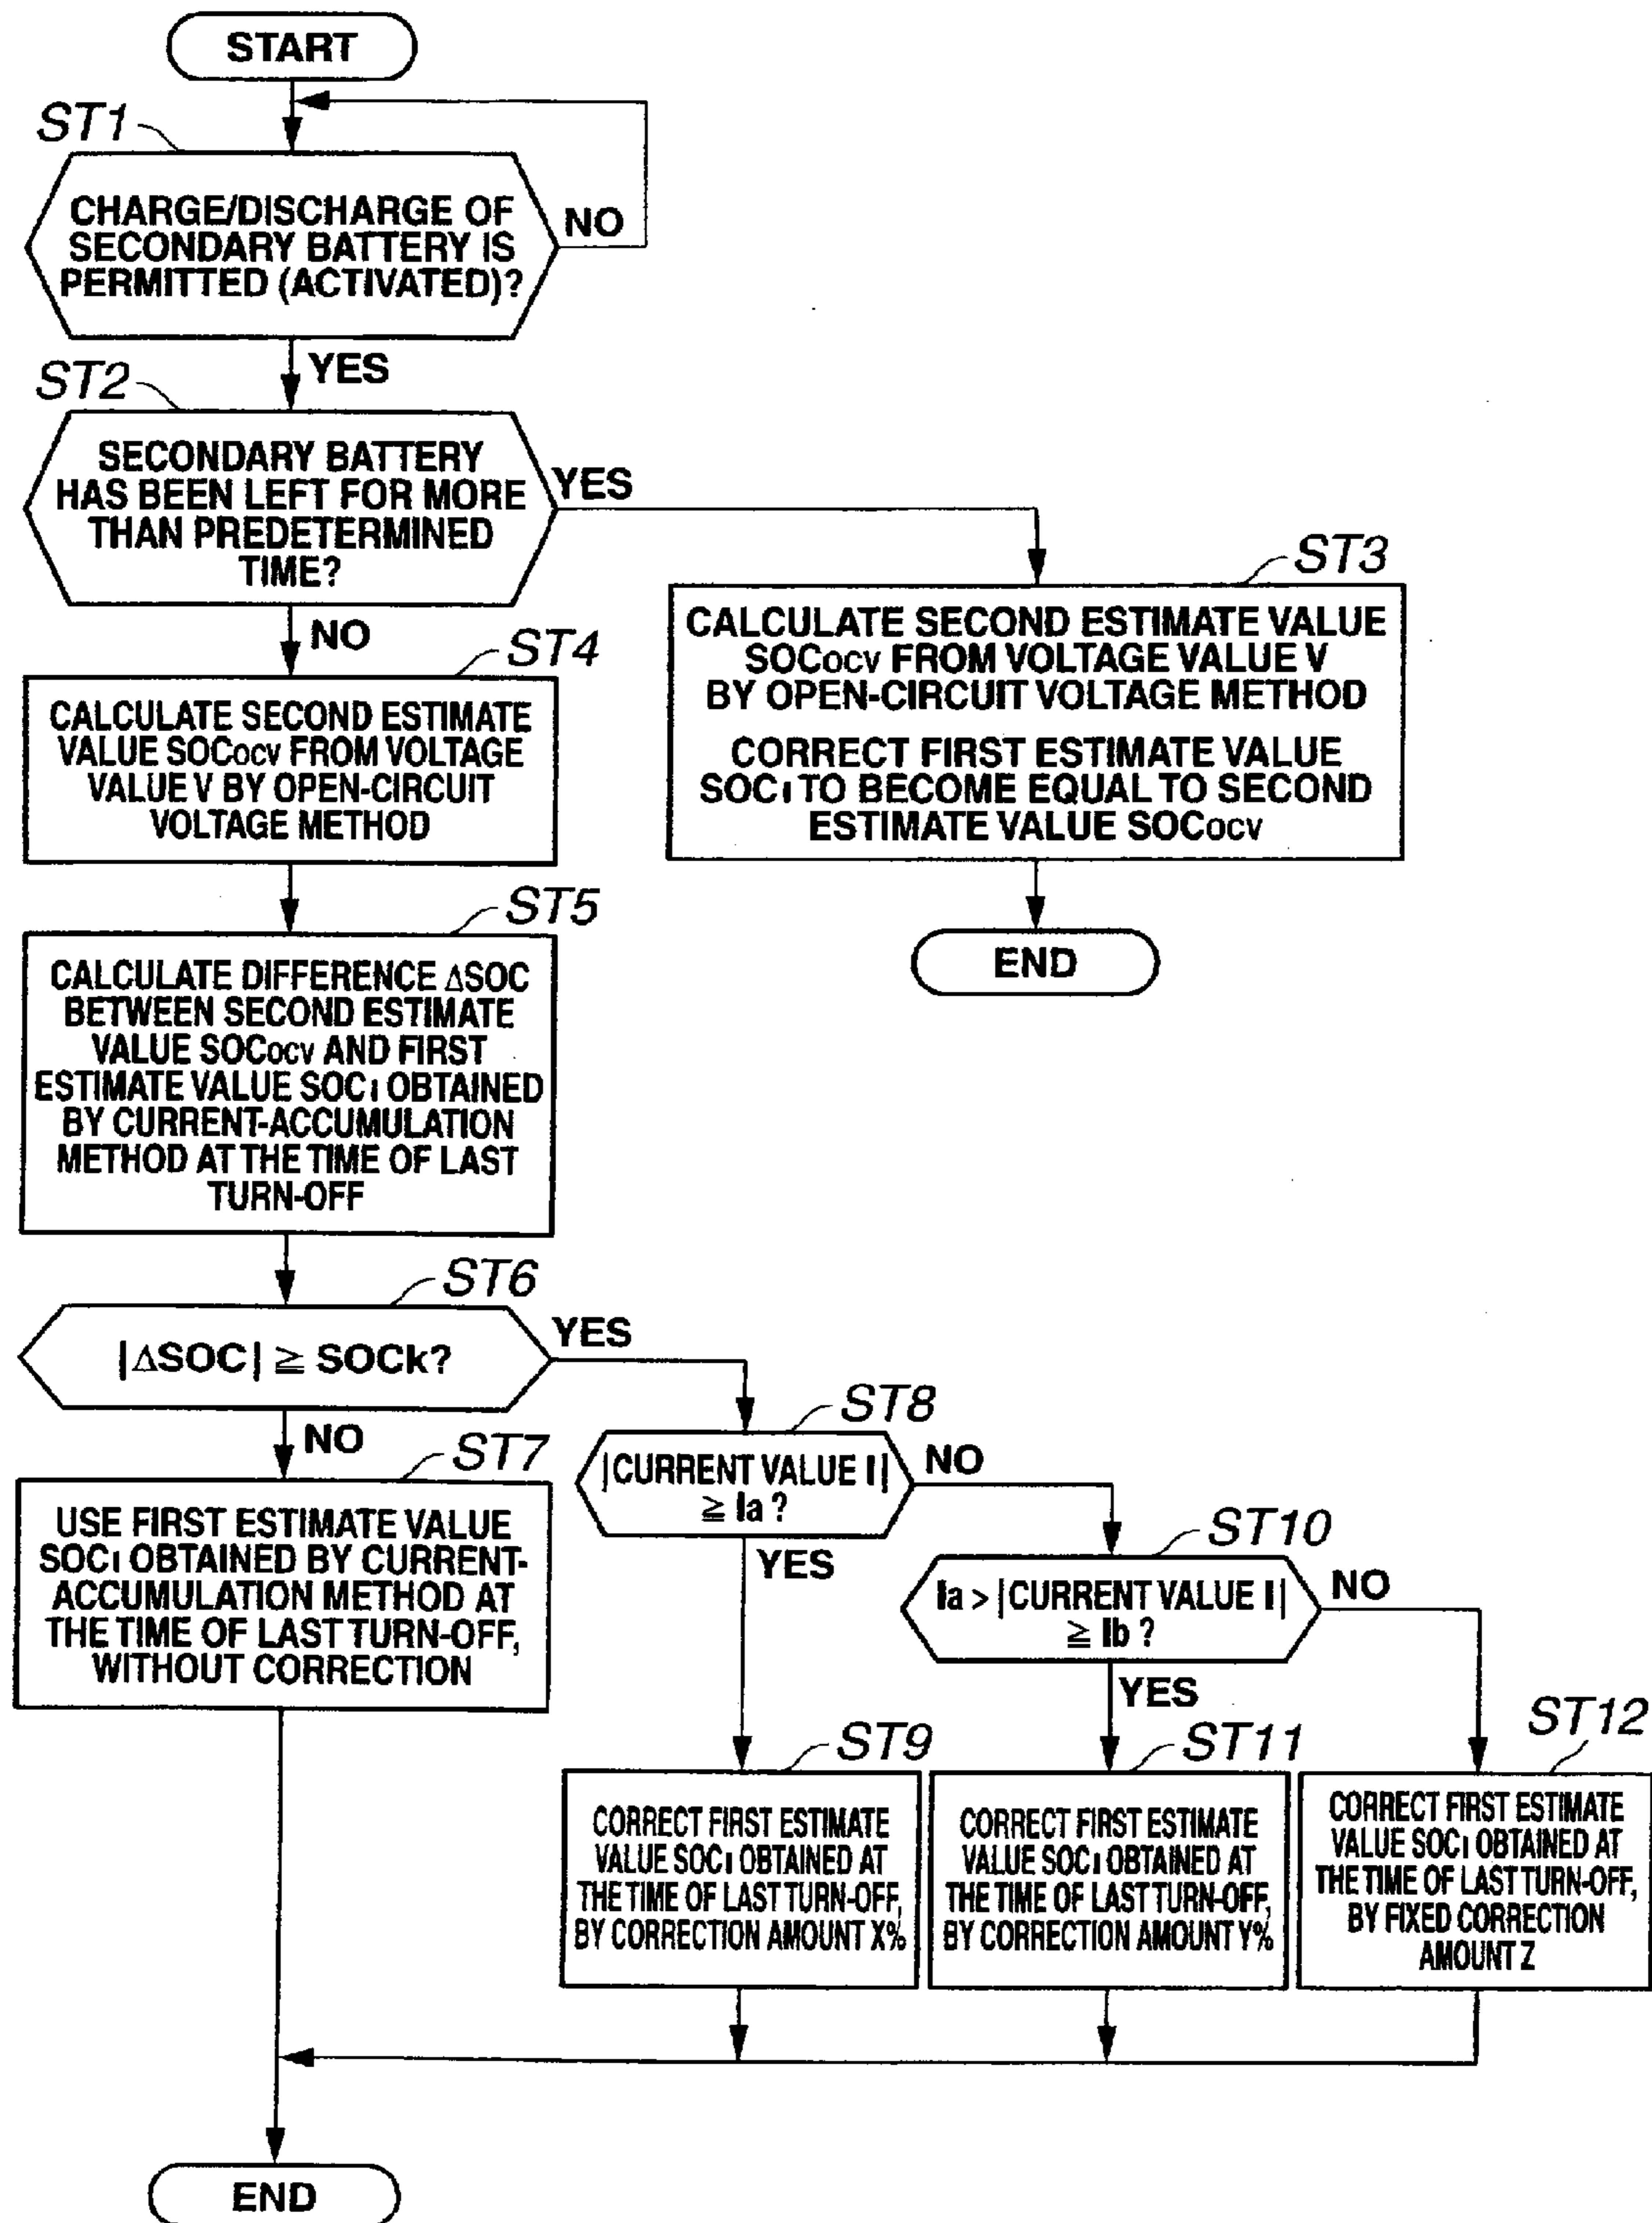 START
ST1
CHARGE/DISCHARGE OF
SECONDARY BATTERY IS
PERMITTED (ACTIVATED)?
NO
YES
ST2
SECONDARY BATTERY
HAS BEEN LEFT FOR MORE
THAN PREDETERMINED
TIME?
YES
NO
ST3
CALCULATE SECOND ESTIMATE VALUE
SOCOCV FROM VOLTAGE VALUE V
BY OPEN-CIRCUIT VOLTAGE METHOD
CORRECT FIRST ESTIMATE VALUE
SOCI TO BECOME EQUAL TO SECOND
ESTIMATE VALUE SOCOCV
END
ST4
CALCULATE SECOND ESTIMATE
VALUE SOCOCV FROM VOLTAGE
VALUE V BY OPEN-CIRCUIT
VOLTAGE METHOD
ST5
CALCULATE DIFFERENCE ΔSOC
BETWEEN SECOND ESTIMATE
VALUE SOCOCV AND FIRST
ESTIMATE VALUE SOCI OBTAINED
BY CURRENT-ACCUMULATION
METHOD AT THE TIME OF LAST
TURN-OFF
ST6
|ΔSOC| ≧ SOCk?
YES
NO
ST7
USE FIRST ESTIMATE VALUE
SOCI OBTAINED BY CURRENT-
ACCUMULATION METHOD AT
THE TIME OF LAST TURN-OFF,
WITHOUT CORRECTION
ST8
|CURRENT VALUE I|
≧ Ia ?
NO
YES
ST10
Ia > |CURRENT VALUE I|
≧ Ib ?
NO
YES
ST9
CORRECT FIRST ESTIMATE
VALUE SOCI OBTAINED AT
THE TIME OF LAST TURN-OFF,
BY CORRECTION AMOUNT X%
ST11
CORRECT FIRST ESTIMATE
VALUE SOCI OBTAINED AT
THE TIME OF LAST TURN-OFF,
BY CORRECTION AMOUNT Y%
ST12
CORRECT FIRST ESTIMATE
VALUE SOCI OBTAINED AT
THE TIME OF LAST TURN-OFF,
BY FIXED CORRECTION
AMOUNT Z
END